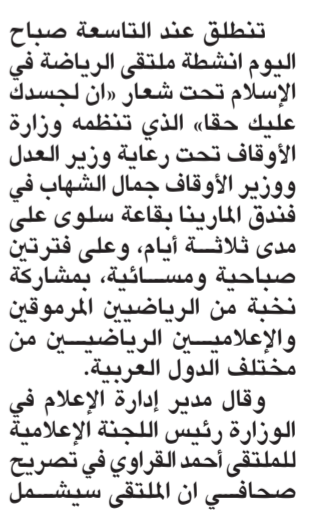 تنطلق عند التاسعة صباح
اليوم انشطة ملتقى الرياضة في
الإسلام تحت شعار «ان لجسدك
عليك حقا» الذي تنظمه وزارة
الأوقاف تحت رعاية وزير العدل
ووزير الأوقاف جمال الشهاب في
فندق المارينا بقاعة سلوى على
مدى ثلاثة أيام، وعلى فترتين
صباحية ومسائية، بمشاركة
نخبة من الرياضيين المرموقين
والإعلاميين الرياضيين من
مختلف الدول العربية.
وقال مدير إدارة الإعلام في
الوزارة رئيس اللجنة الإعلامية
للملتقى أحمد القراوي في تصريح
صحافي ان الملتقى سيشمل